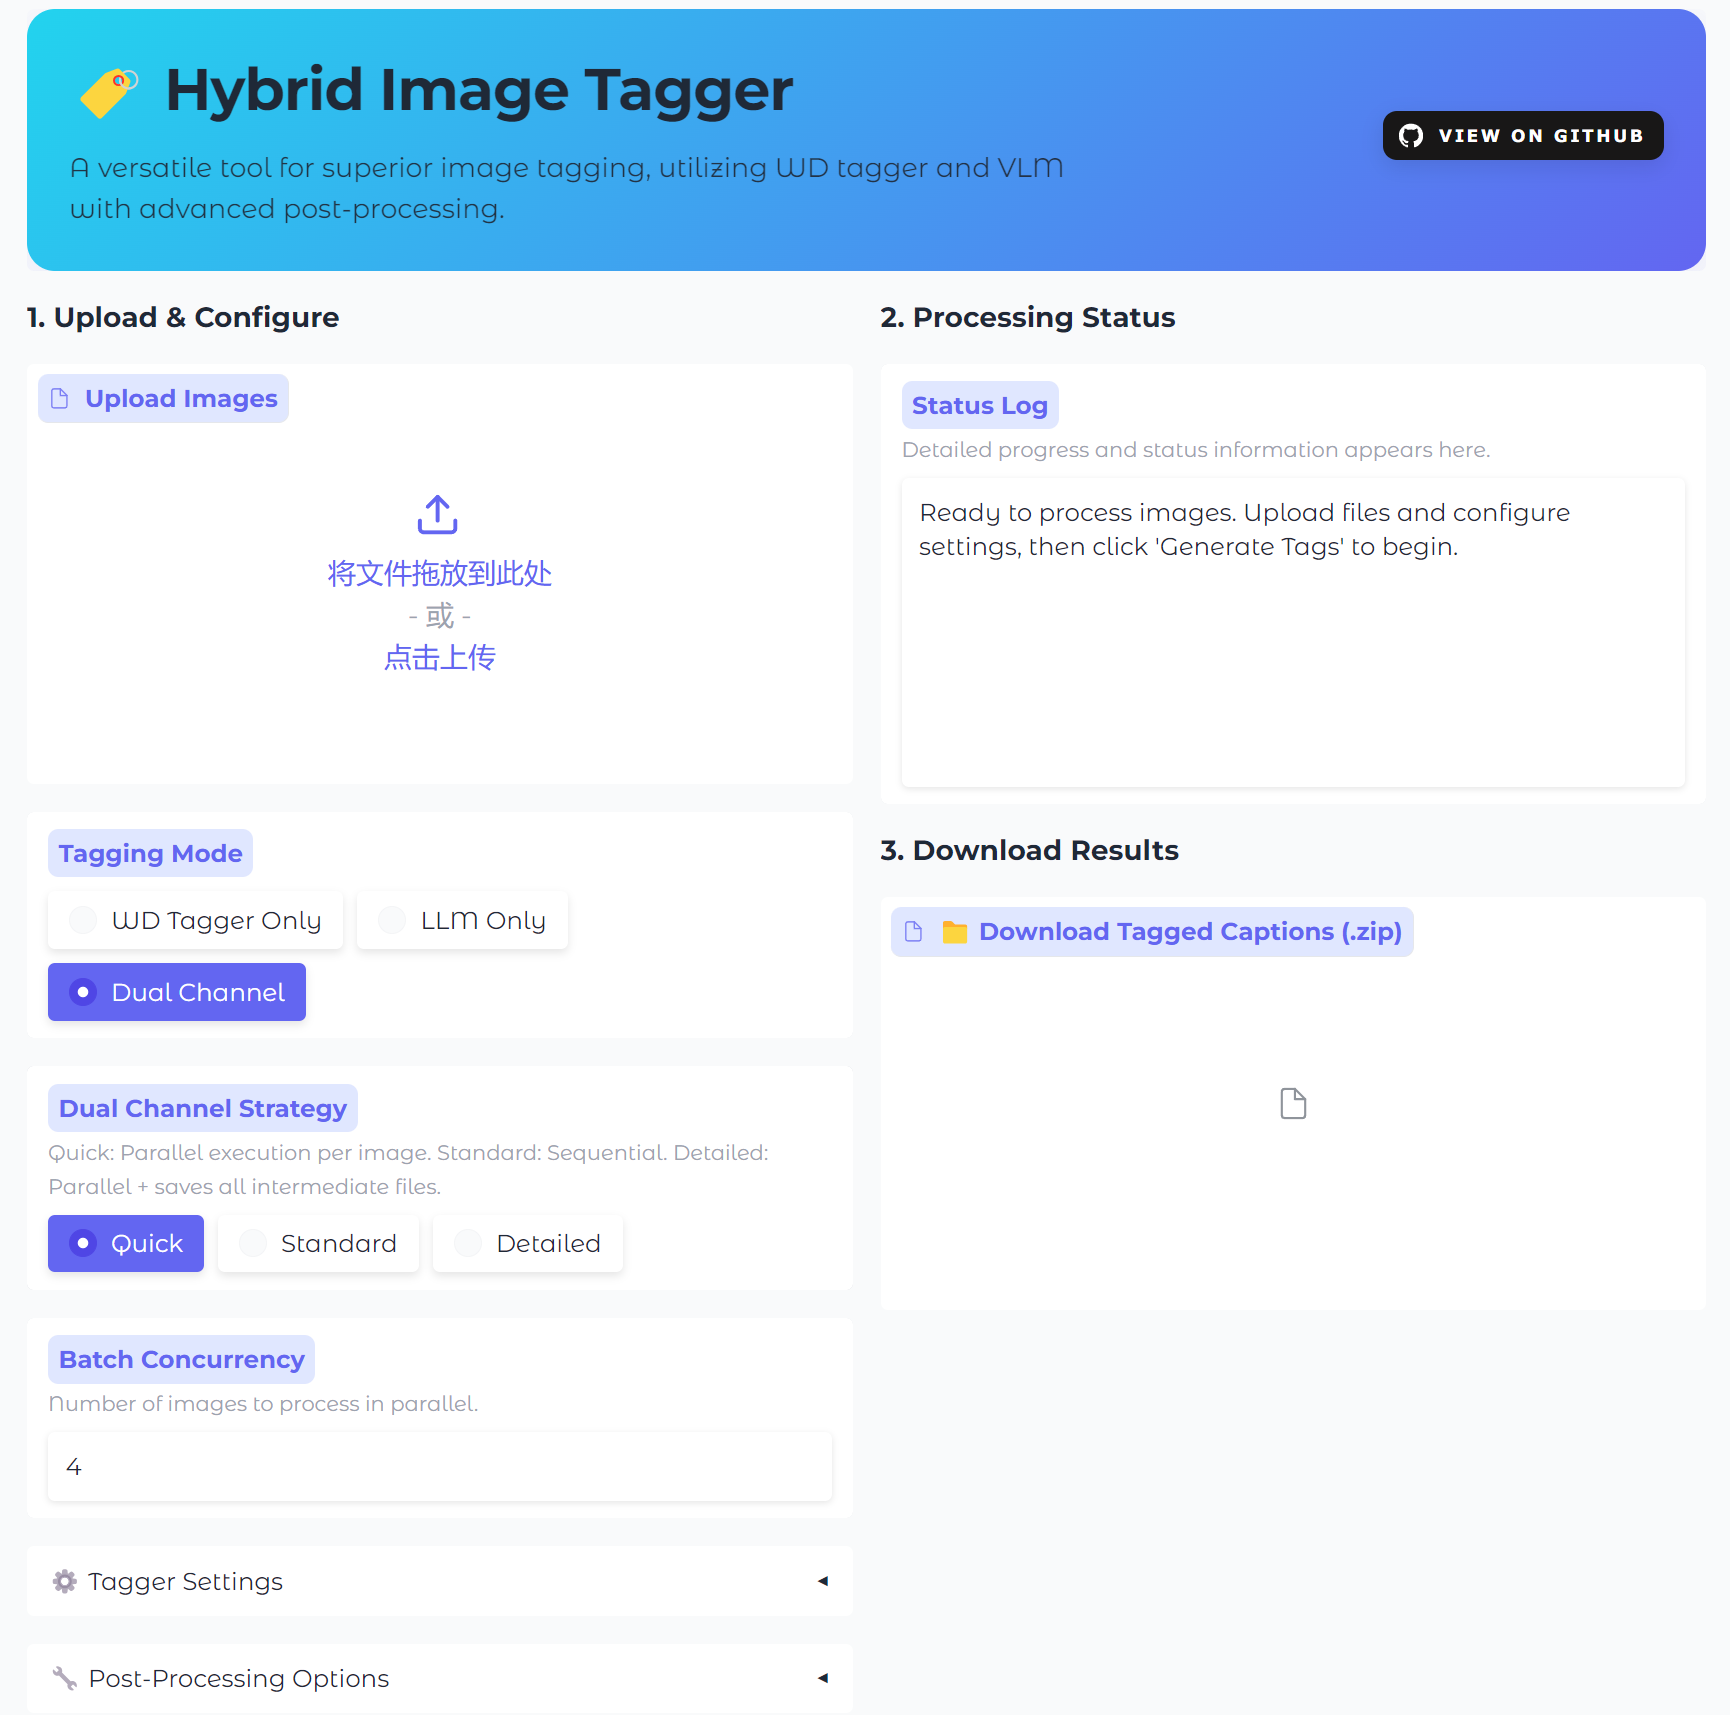 Hybrid Image Tagger
A versatile tool for superior image tagging, utilizing WD tagger and VLM
with advanced post-processing.
VIEW ON GITHUB
1. Upload & Configure
Upload Images
将文件拖放到此处
- 或 -
点击上传
Tagging Mode
WD Tagger Only
LLM Only
Dual Channel
Dual Channel Strategy
Quick: Parallel execution per image. Standard: Sequential. Detailed:
Parallel + saves all intermediate files.
Quick
Standard
Detailed
Batch Concurrency
Number of images to process in parallel.
4
Tagger Settings
Post-Processing Options
2. Processing Status
Status Log
Detailed progress and status information appears here.
Ready to process images. Upload files and configure
settings, then click 'Generate Tags' to begin.
3. Download Results
Download Tagged Captions (.zip)